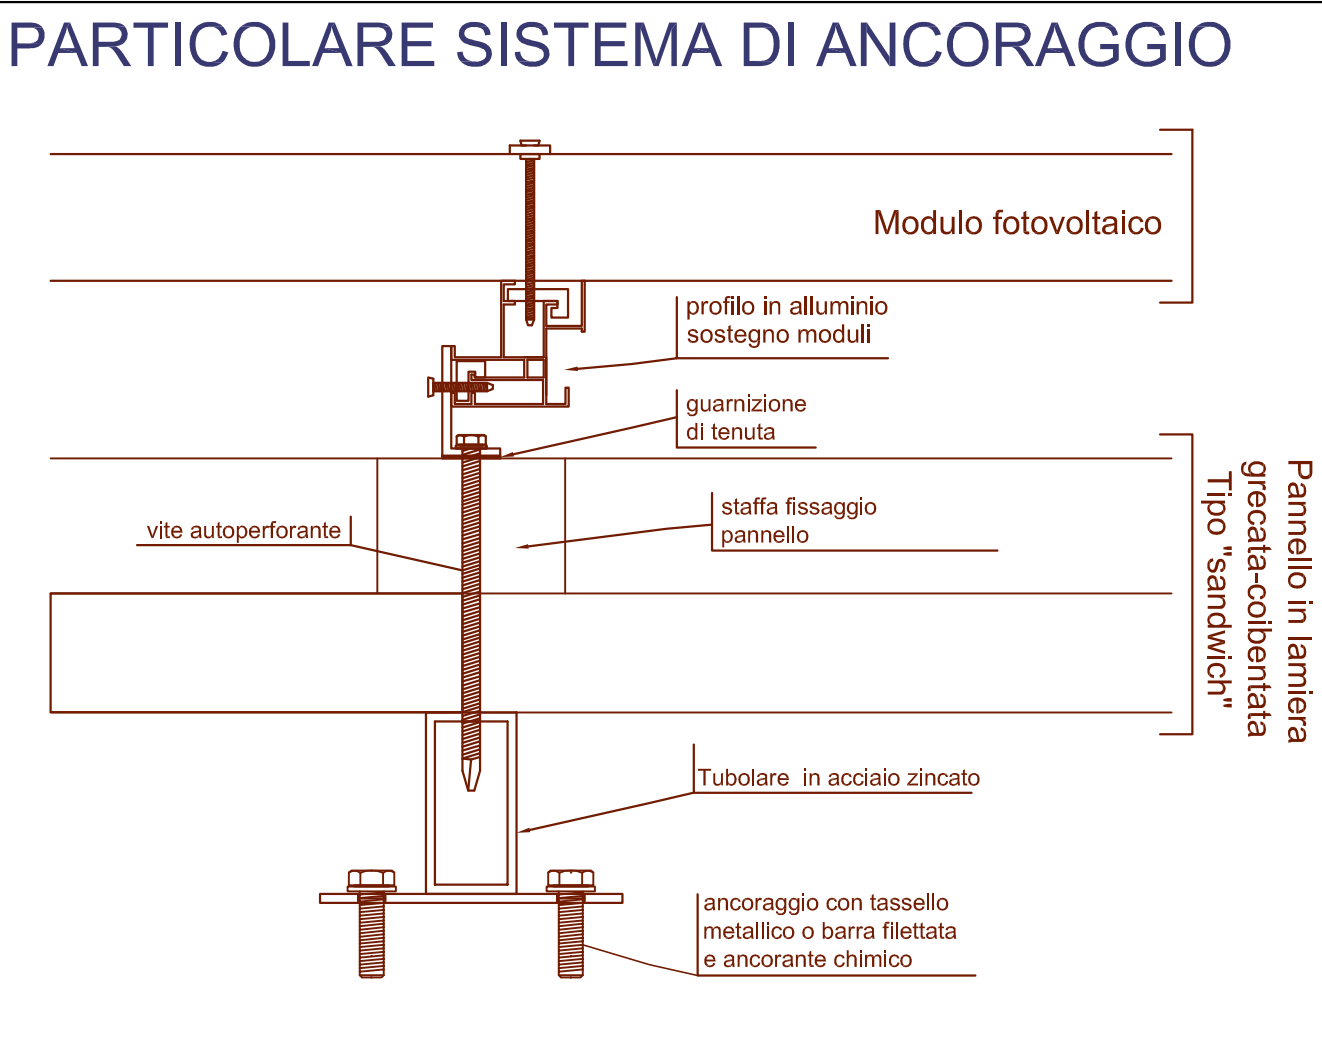 PARTICOLARE SISTEMA DI ANCORAGGIO
Modulo fotovoltaico
profilo in alluminio
sostegno moduli
guarnizione
di tenuta
staffa fissaggio
pannello
vite autoperforante
Pannello in lamiera
grecata-coibentata
Tipo "sandwich"
Tubolare in acciaio zincato
ancoraggio con tassello
metallico o barra filettata
e ancorante chimico